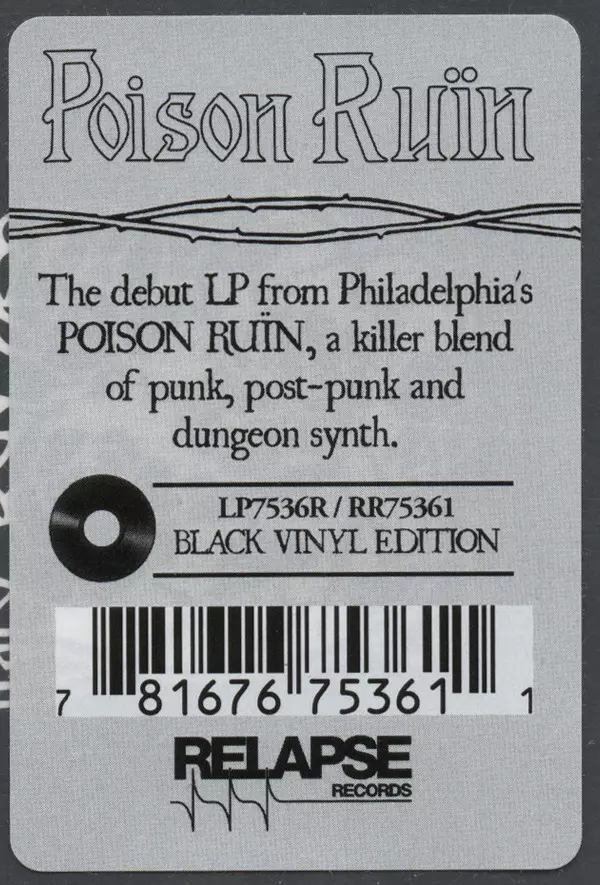 Poison Ruïn
The debut LP from Philadelphia's
POISON RUÏN, a killer blend
of punk, post-punk and
dungeon synth.
LP7536R / RR75361
BLACK VINYL EDITION
7 81676 75361 1
RELAPSE
RECORDS